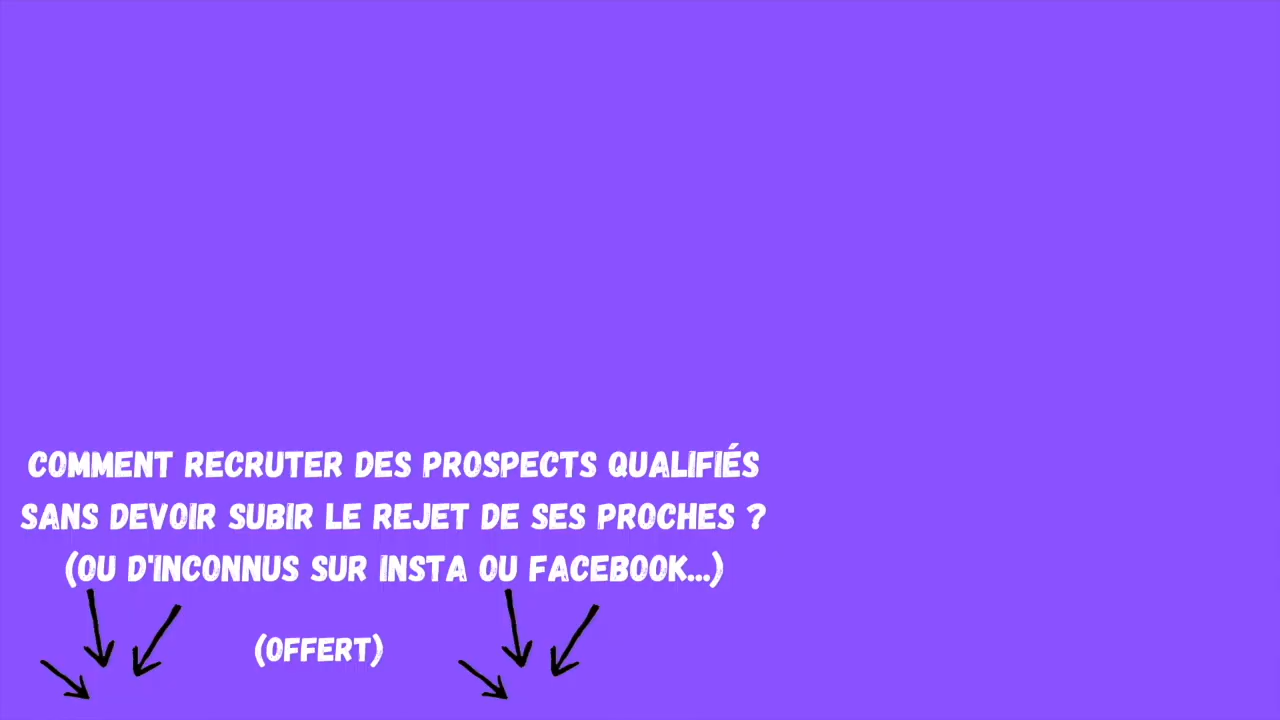 COMMENT RECRUTER DES PROSPECTS QUALIFIÉS
SANS DEVOIR SUBIR LE REJET DE SES PROCHES ?
(OU D'INCONNUS SUR INSTA OU FACEBOOK...)
(OFFERT)